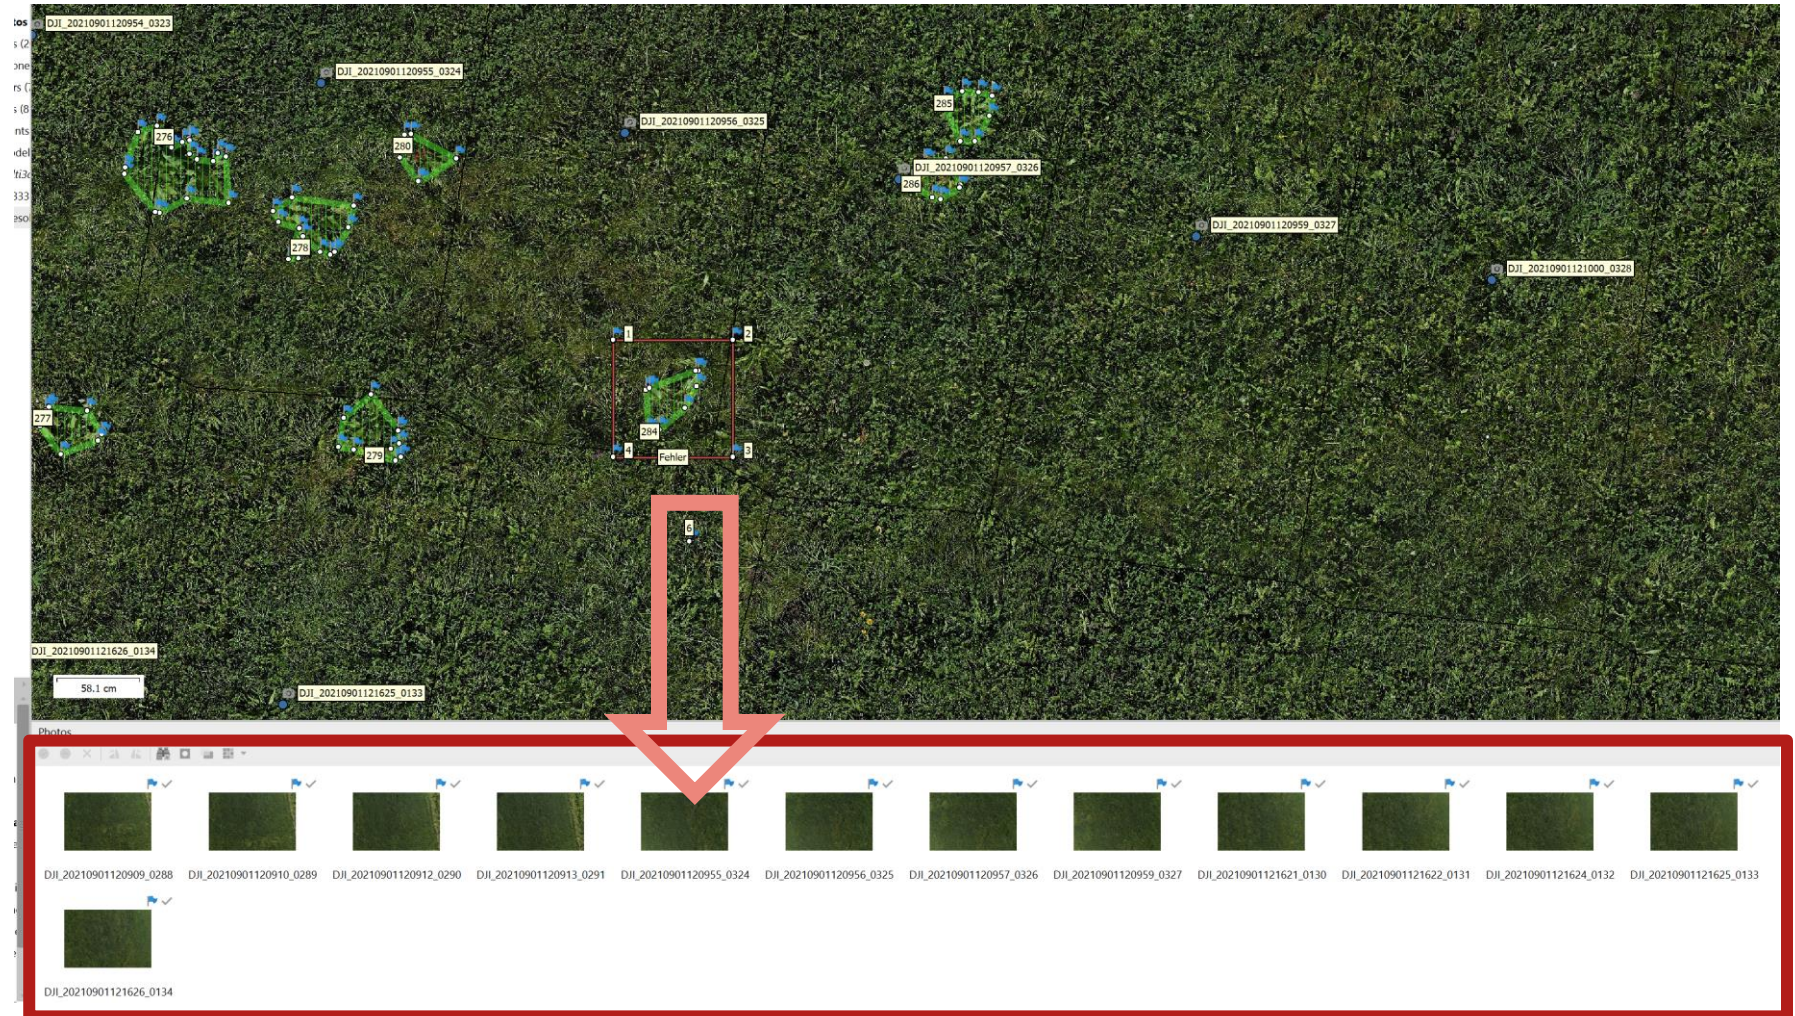 tos
DJI_20210901120954_0323
DJI_20210901120955_0324
DJI_20210901120956_0325
DJI_20210901120957_0326
DJI_20210901120959_0327
DJI_20210901121000_0328
285
276
280
286
278
1
2
277
279
284
4
3
Fehler
6
DJI_20210901121626_0134
58.1 cm
DJI_20210901121625_0133
Photos
DJI_20210901120909_0288
DJI_20210901120910_0289
DJI_20210901120912_0290
DJI_20210901120913_0291
DJI_20210901120955_0324
DJI_20210901120956_0325
DJI_20210901120957_0326
DJI_20210901120959_0327
DJI_20210901121621_0130
DJI_20210901121622_0131
DJI_20210901121624_0132
DJI_20210901121625_0133
DJI_20210901121626_0134